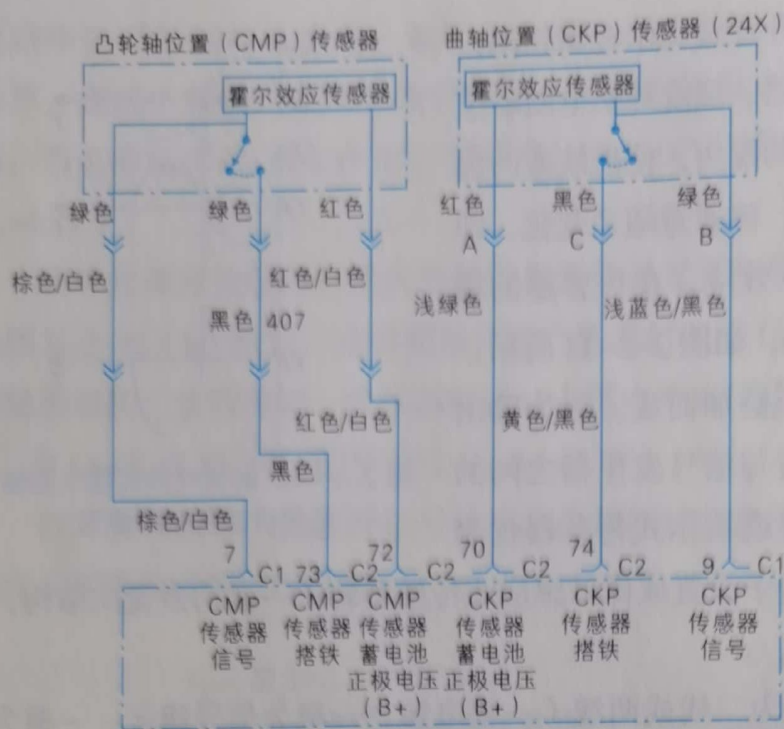 凸轮轴位置(CMP)传感器
曲轴位置(CKP)传感器(24X)
霍尔效应传感器
霍尔效应传感器
绿色
绿色
红色
红色
黑色
绿色
A
C
B
棕色/白色
红色/白色
浅绿色
浅蓝色/黑色
黑色 407
红色/白色
黄色/黑色
黑色
棕色/白色
7
C1
73
C2
72
C2
70
C2
74
C2
9
C1
CMP
传感器
信号
CMP
传感器
搭铁
CMP
传感器
蓄电池
正极电压
(B+)
CKP
传感器
蓄电池
正极电压
(B+)
CKP
传感器
搭铁
CKP
传感器
信号